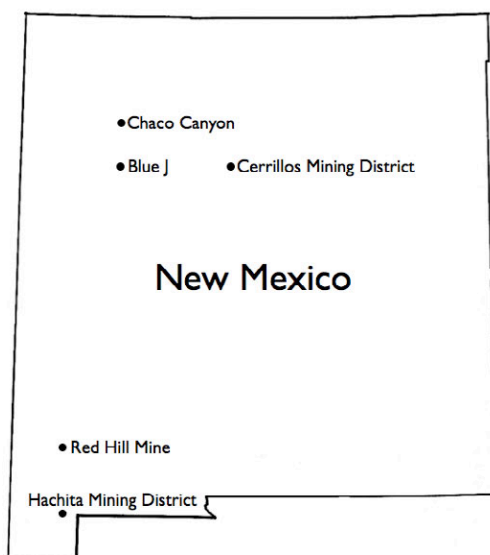 Chaco Canyon
Blue J
Cerrillos Mining District
New Mexico
Red Hill Mine
Hachita Mining District